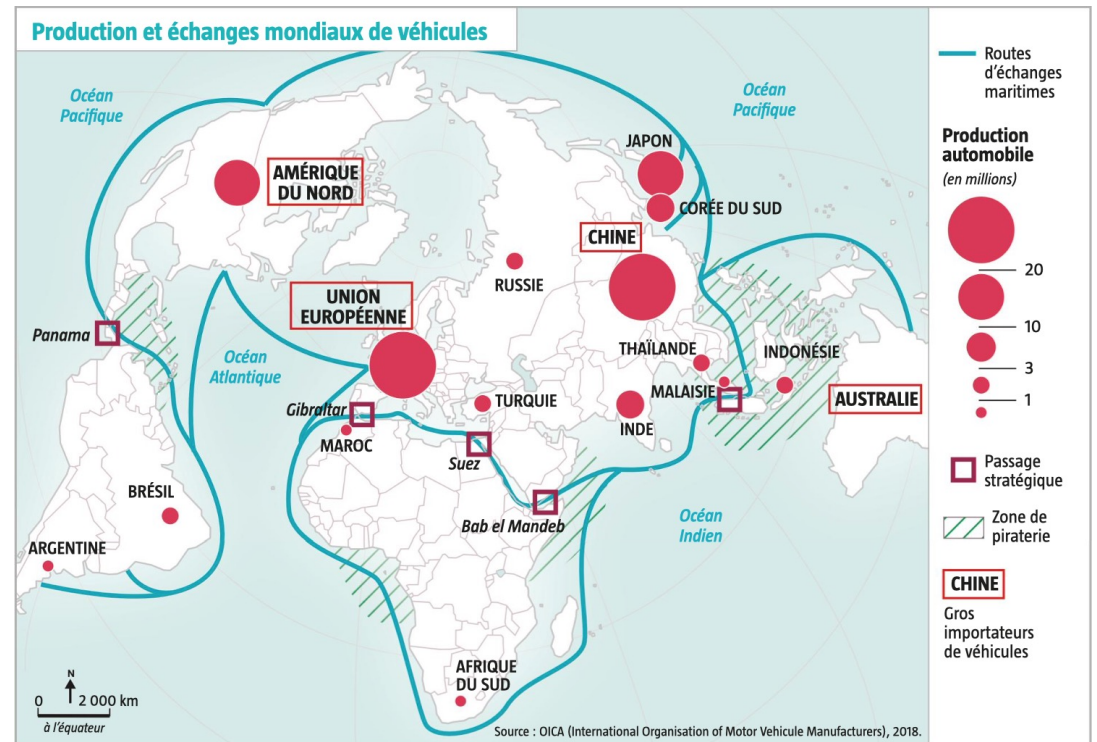 Production et échanges mondiaux de véhicules
Océan
Pacifique
Océan
Pacifique
JAPON
AMÉRIQUE
DU NORD
CORÉE DU SUD
CHINE
RUSSIE
UNION
EUROPÉENNE
Panama
Océan
Atlantique
THAÏLANDE
INDONÉSIE
MALAISIE
AUSTRALIE
Gibraltar
TURQUIE
INDE
MAROC
Suez
BRÉSIL
Bab el Mandeb
Océan
Indien
ARGENTINE
AFRIQUE
DU SUD
N
0 2 000 km
à l'équateur
Source : OICA (International Organisation of Motor Vehicule Manufacturers), 2018.
Routes
d'échanges
maritimes
Production
automobile
(en millions)
20
10
3
1
Passage
stratégique
Zone de
piraterie
CHINE
Gros
importateurs
de véhicules